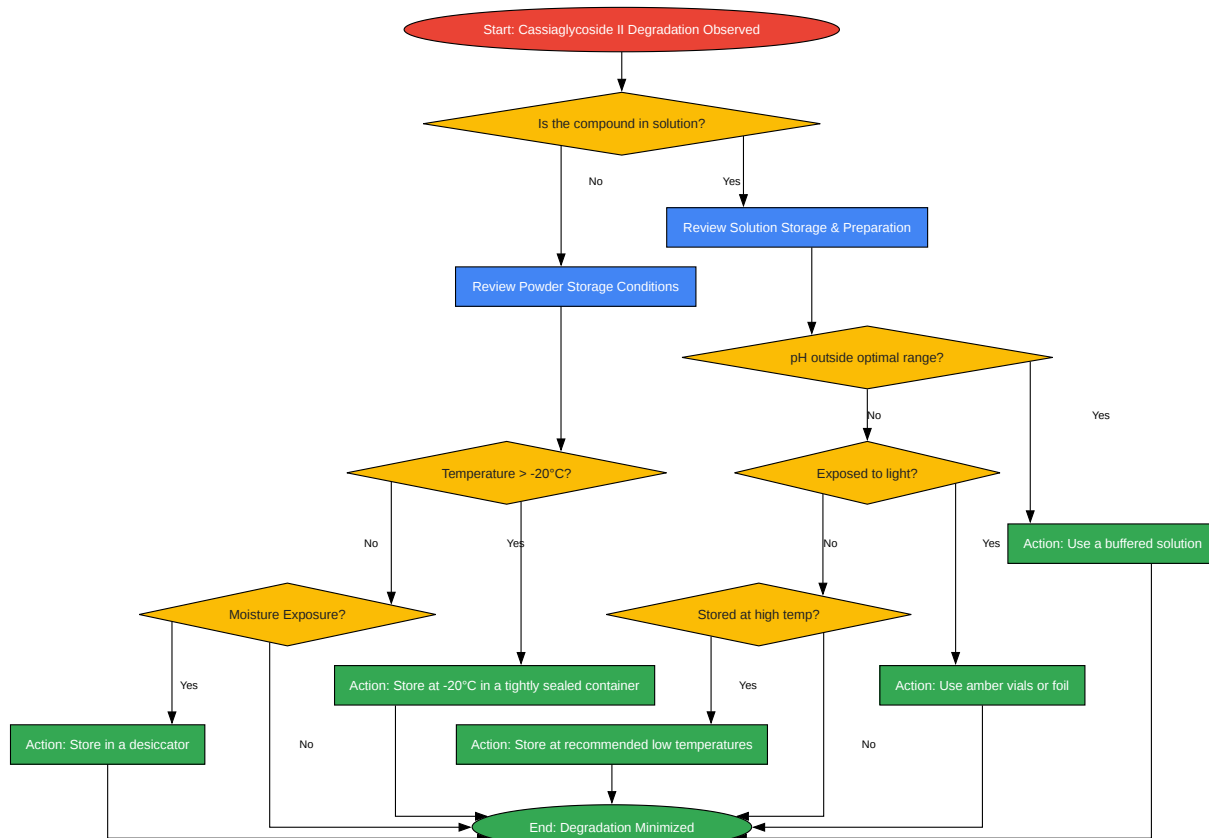 Start: Cassiaglycoside II Degradation Observed
Is the compound in solution?
No
Yes
Review Solution Storage & Preparation
Review Powder Storage Conditions
pH outside optimal range?
No
Yes
Temperature > -20°C?
Exposed to light?
No
Yes
No
Yes
Action: Use a buffered solution
Moisture Exposure?
Stored at high temp?
Yes
Action: Store at -20°C in a tightly sealed container
Yes
Action: Use amber vials or foil
Action: Store in a desiccator
No
Action: Store at recommended low temperatures
No
End: Degradation Minimized